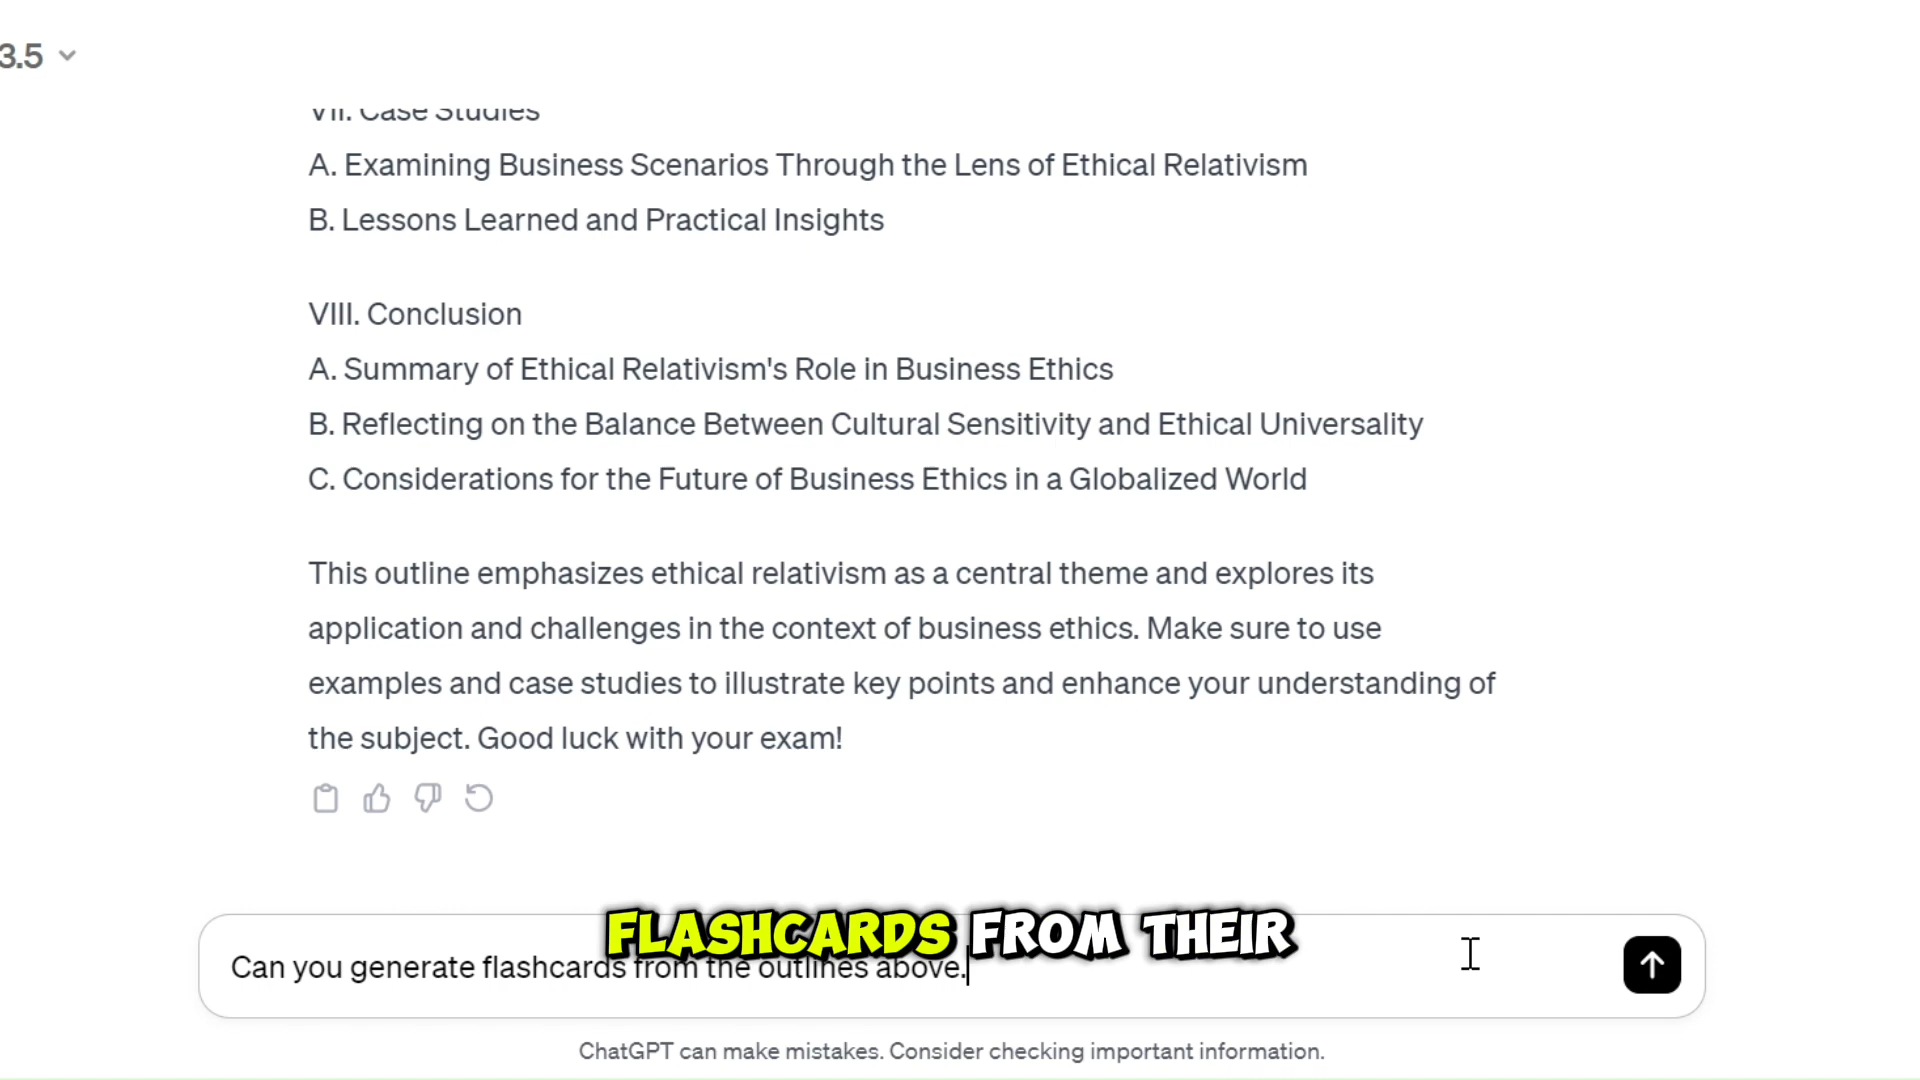 3.5
VII. Case Studies
A. Examining Business Scenarios Through the Lens of Ethical Relativism
B. Lessons Learned and Practical Insights
VIII. Conclusion
A. Summary of Ethical Relativism's Role in Business Ethics
B. Reflecting on the Balance Between Cultural Sensitivity and Ethical Universality
C. Considerations for the Future of Business Ethics in a Globalized World
This outline emphasizes ethical relativism as a central theme and explores its
application and challenges in the context of business ethics. Make sure to use
examples and case studies to illustrate key points and enhance your understanding of
the subject. Good luck with your exam!
FLASHCARDS FROM THEIR
Can you generate flashcards from the outlines above.
ChatGPT can make mistakes. Consider checking important information.